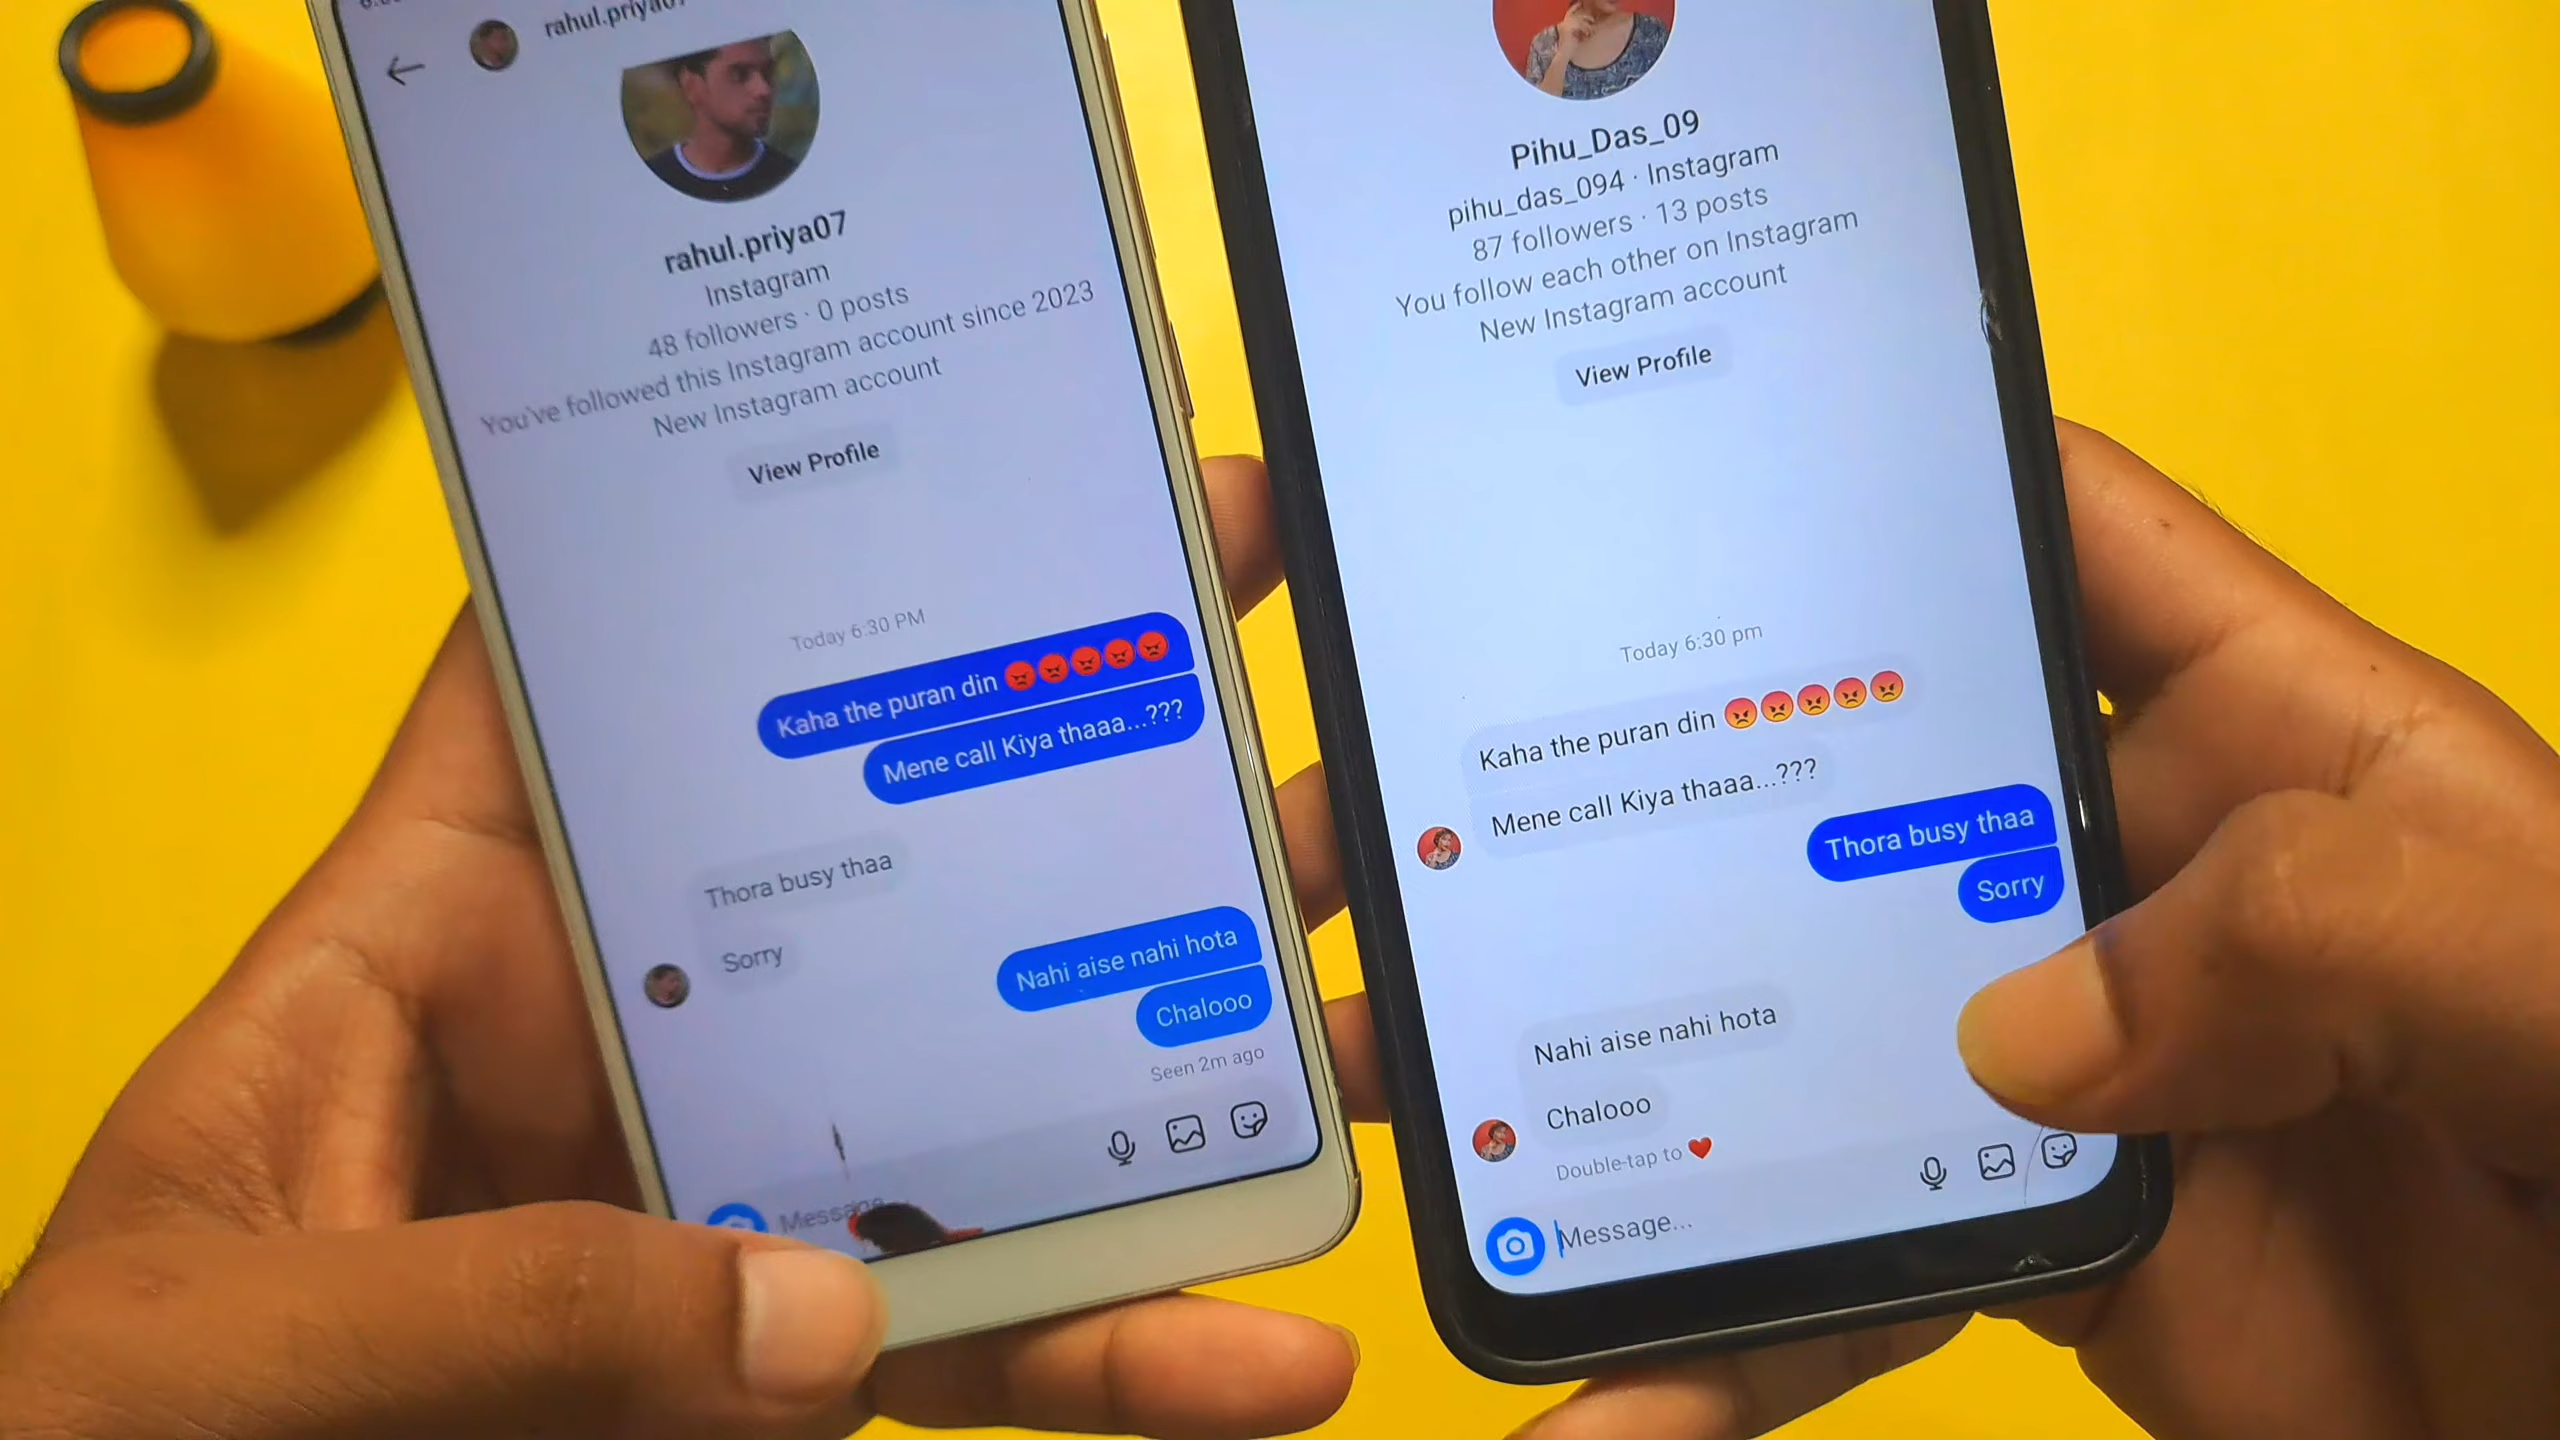 rahul.priya07
rahul.priya07
Instagram
48 followers · 0 posts
You've followed this Instagram account since 2023
New Instagram account
View Profile
Today 6:30 PM
Kaha the puran din 😡😡😡😡😡
Mene call Kiya thaaa...???
Thora busy thaa
Sorry
Nahi aise nahi hota
Chalooo
Seen 2m ago
Message...
Pihu_Das_09
pihu_das_094 · Instagram
87 followers · 13 posts
You follow each other on Instagram
New Instagram account
View Profile
Today 6:30 pm
Kaha the puran din 😡😡😡😡😡
Mene call Kiya thaaa...???
Thora busy thaa
Sorry
Nahi aise nahi hota
Chalooo
Double-tap to ❤️
Message...